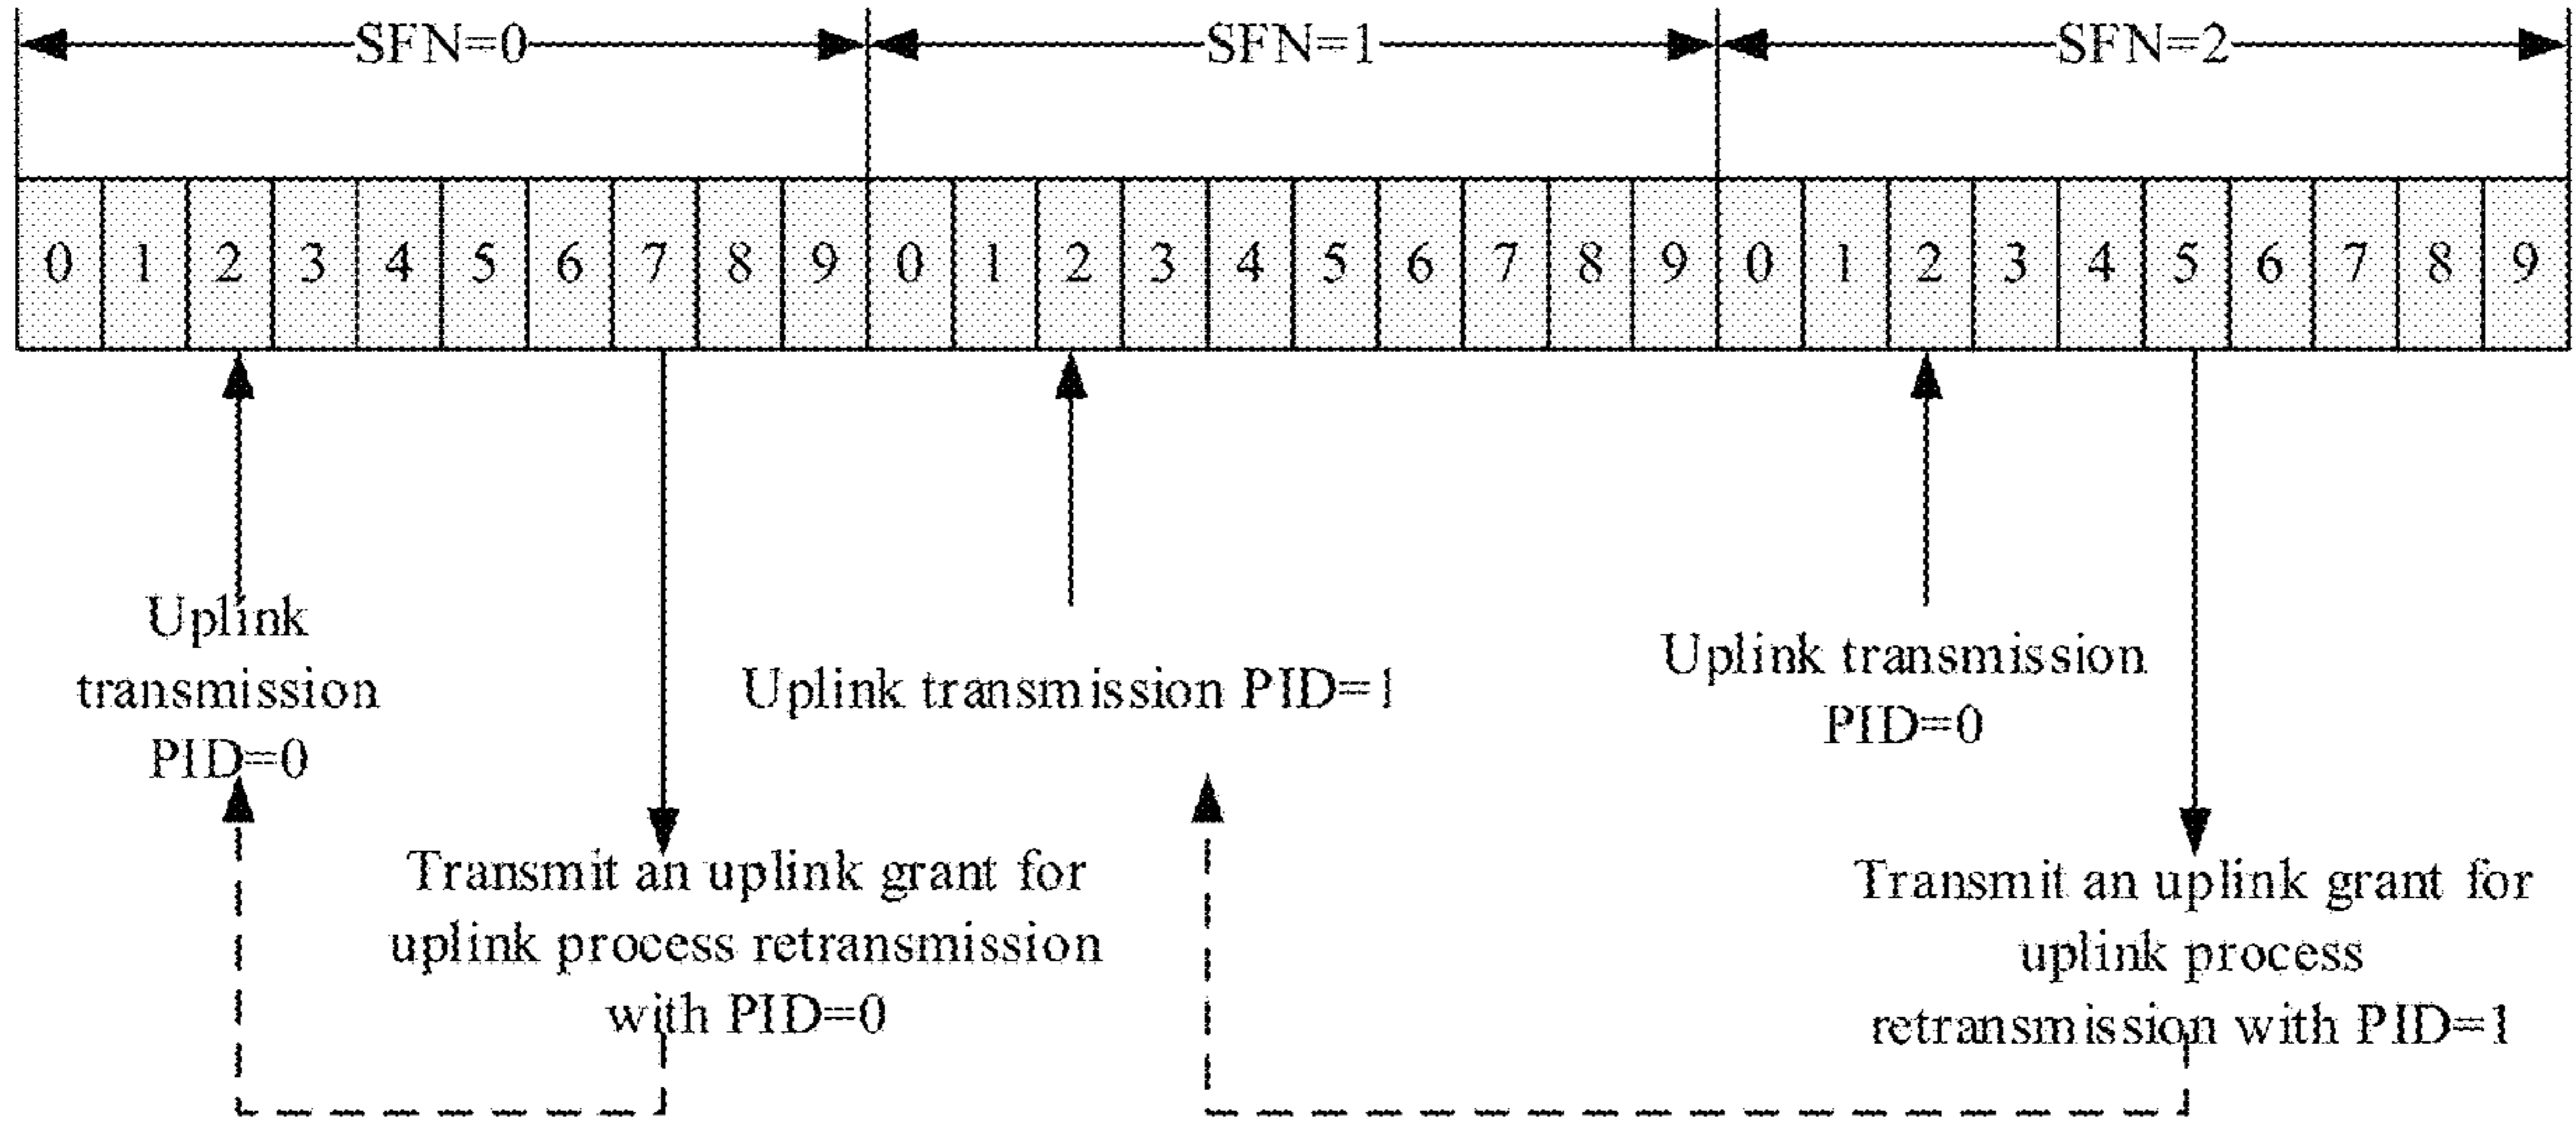 SFN=0 SFN=1 SFN=2
0 1 2 3 4 5 6 7 8 9 0 1 2 3 4 5 6 7 8 9 0 1 2 3 4 5 6 7 8 9
Uplink
transmission
PID=0
Uplink transmission PID=1
Uplink transmission
PID=0
Transmit an uplink grant for
uplink process retransmission
with PID=0
Transmit an uplink grant for
uplink process
retransmission with PID=1